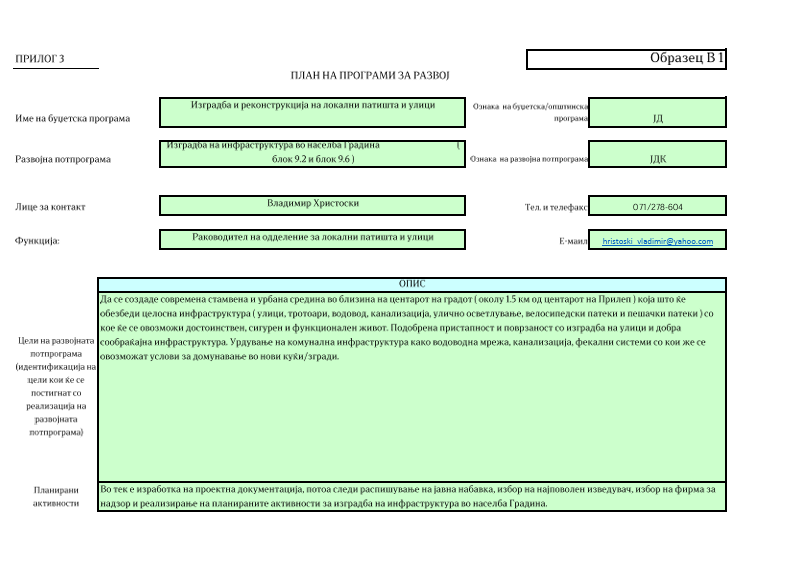 ПРИЛОГ 3
Образец В 1
ПЛАН НА ПРОГРАМИ ЗА РАЗВОЈ
Име на буџетска програма
Изградба и реконструкција на локални патишта и улици
Ознака на буџетска/општинска
програма
ЈД
Развојна потпрограма
Изградба на инфраструктура во населба Градина (
блок 9.2 и блок 9.6 )
Ознака на развојна потпрограма
ЈДК
Лице за контакт
Владимир Христоски
Тел. и телефакс
071/278-604
Функција:
Раководител на одделение за локални патишта и улици
Е-маил
hristoski_vladimir@yahoo.com
ОПИС
Цели на развојната
потпрограма
(идентификација на
цели кои ќе се
постигнат со
реализација на
развојната
потпрограма)
Да се создаде современа стамвена и урбана средина во близина на центарот на градот ( околу 1.5 км од центарот на Прилеп ) која што ќе
обезбеди целосна инфраструктура ( улици, тротоари, водовод, канализација, улично осветлување, велосипедски патеки и пешачки патеки ) со
кое ќе се овозможи достоинствен, сигурен и функционален живот. Подобрена пристапност и поврзаност со изградба на улици и добра
сообраќајна инфраструктура. Урдување на комунална инфраструктура како водоводна мрежа, канализација, фекални системи со кои же се
овозможат услови за домунавање во нови куќи/згради.
Планирани
активности
Во тек е изработка на проектна документација, потоа следи распишување на јавна набавка, избор на најповолен изведувач, избор на фирма за
надзор и реализирање на планираните активности за изградба на инфраструктура во населба Градина.